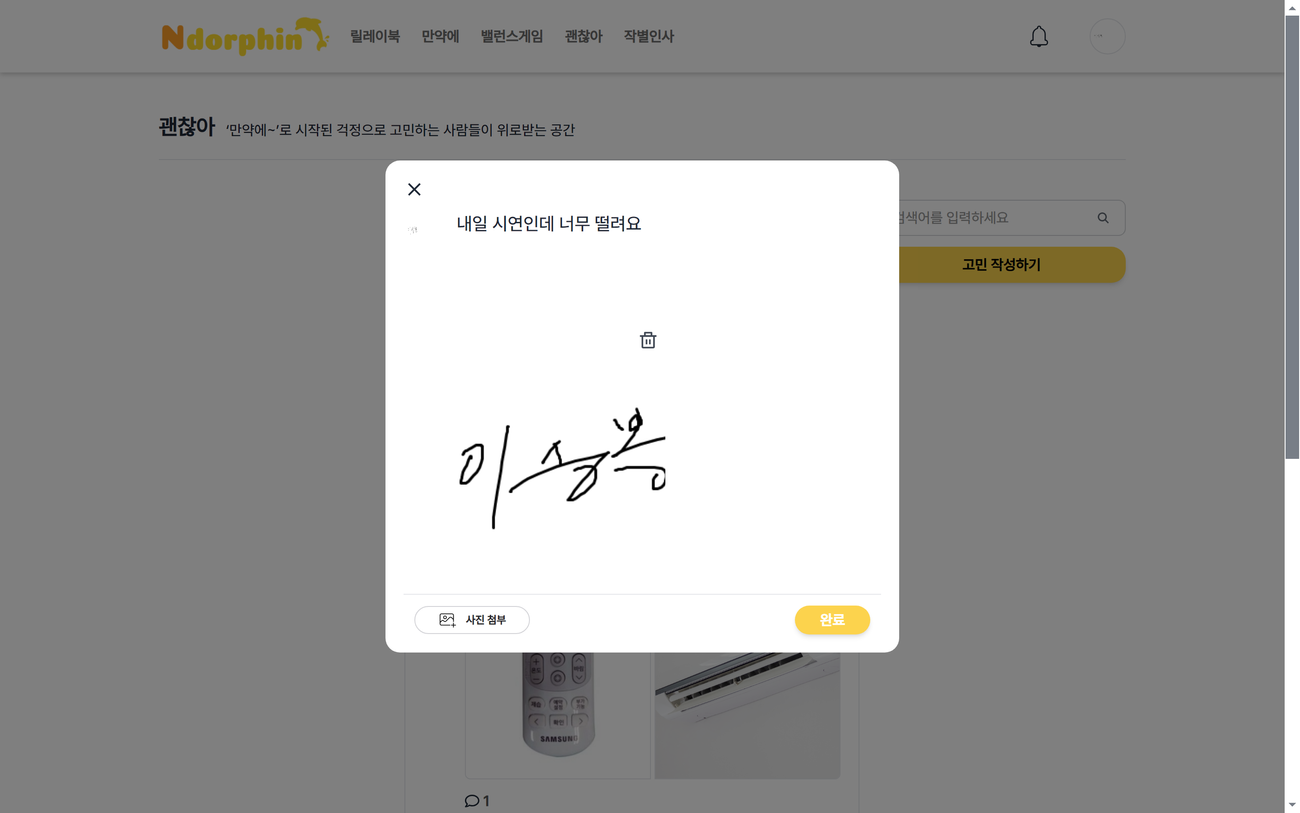 Ndorphin 릴레이북 만약에 밸런스게임 괜찮아 작별인사
괜찮아 '만약에~'로 시작된 걱정으로 고민하는 사람들이 위로받는 공간
내일 시연인데 너무 떨려요
검색어를 입력하세요
고민 작성하기
사진 첨부
완료
SAMSUNG
1